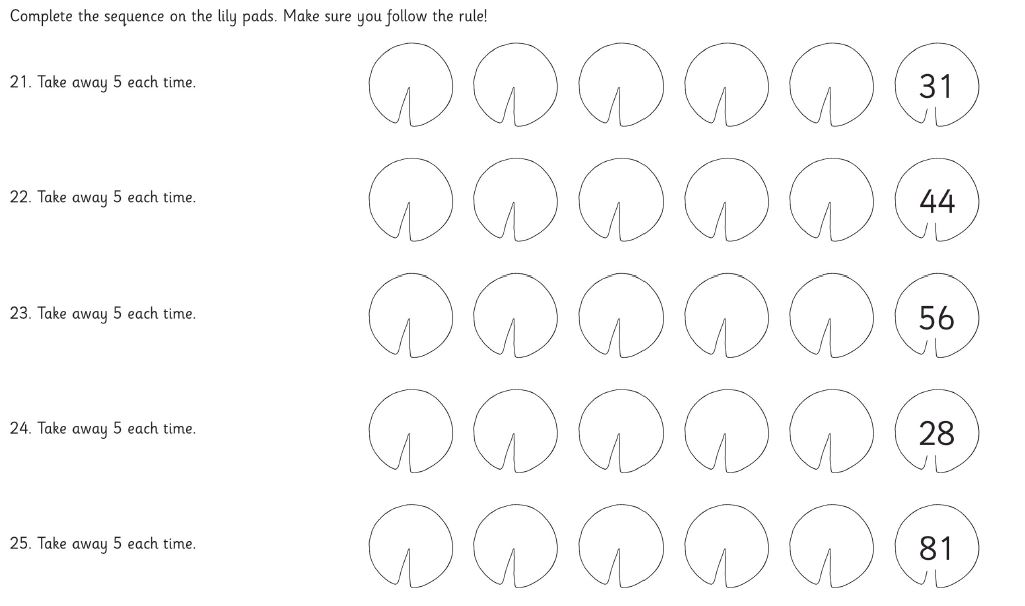 Complete the sequence on the lily pads. Make sure you follow the rule!
21. Take away 5 each time. 31
22. Take away 5 each time. 44
23. Take away 5 each time. 56
24. Take away 5 each time. 28
25. Take away 5 each time. 81